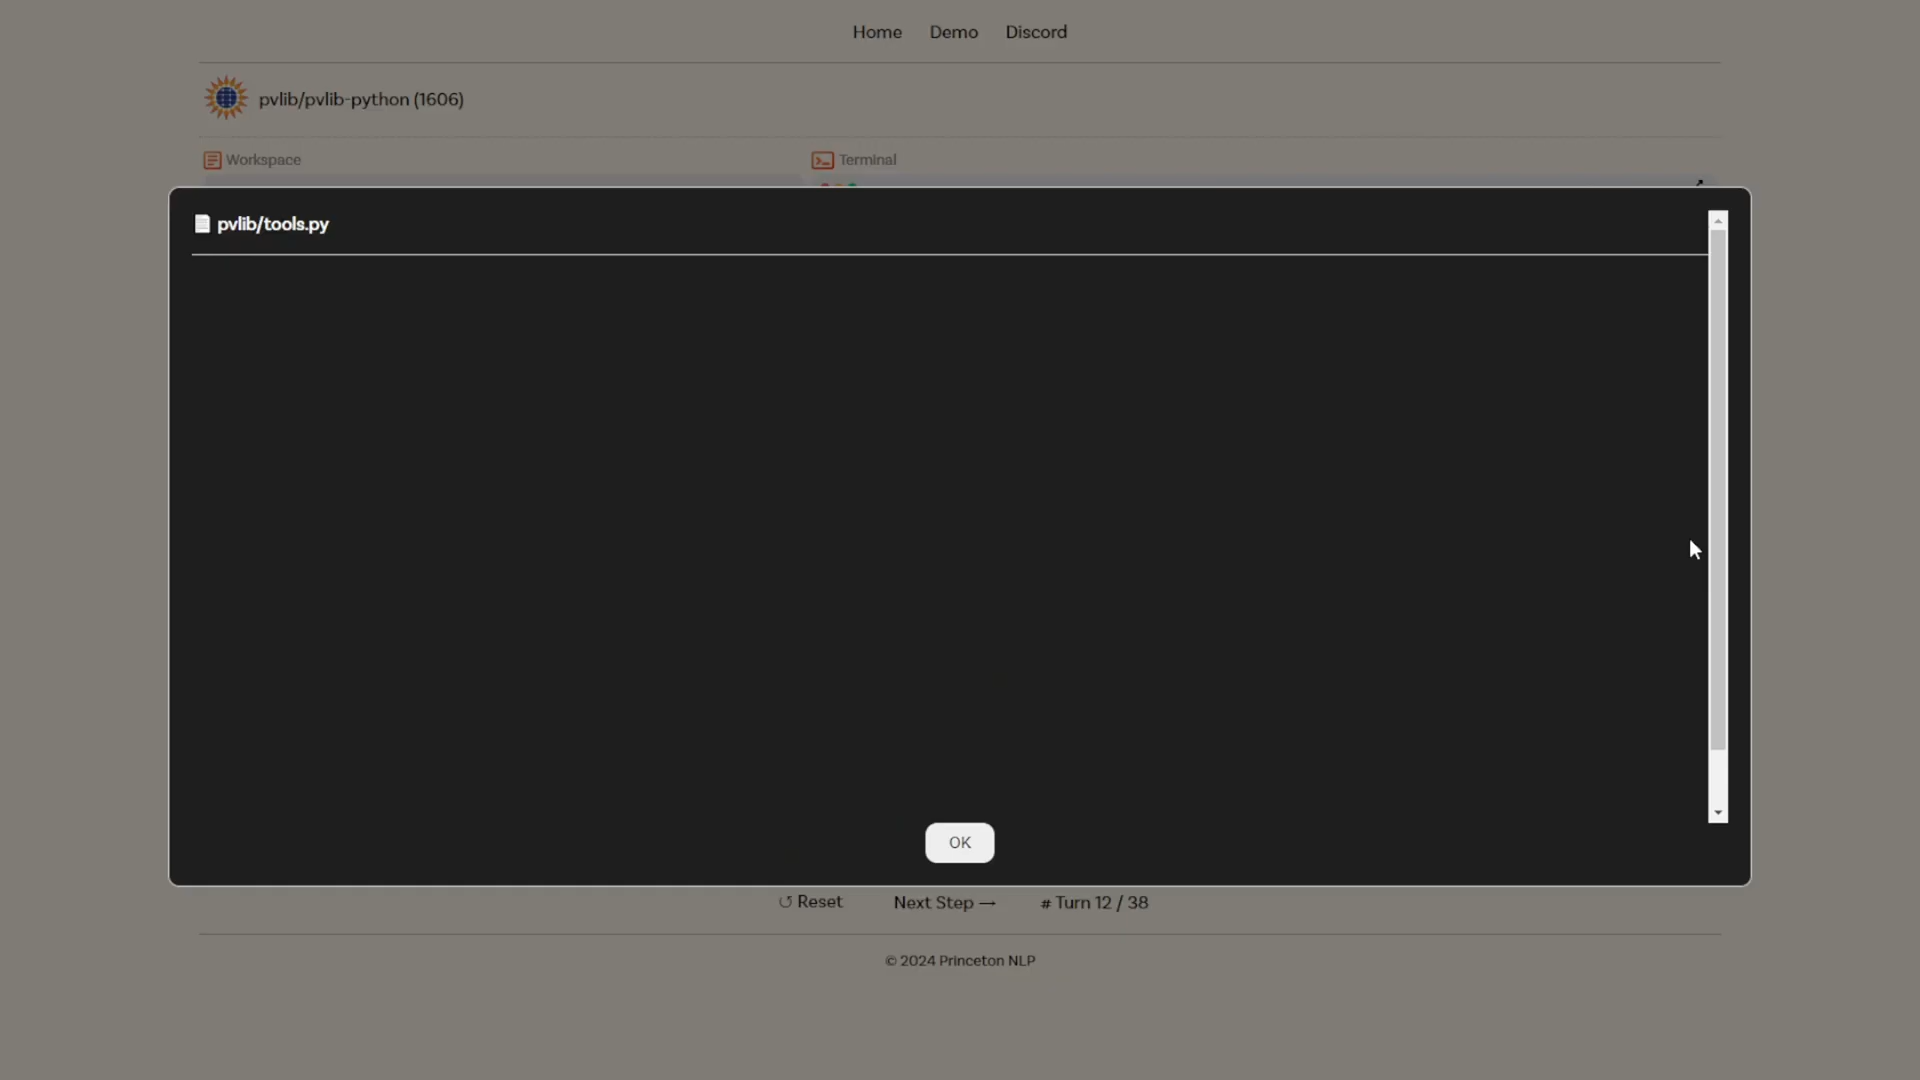 Home Demo Discord
pvlib/pvlib-python (1606)
Workspace Terminal
pvlib/tools.py
OK
Reset Next Step → # Turn 12 / 38
© 2024 Princeton NLP